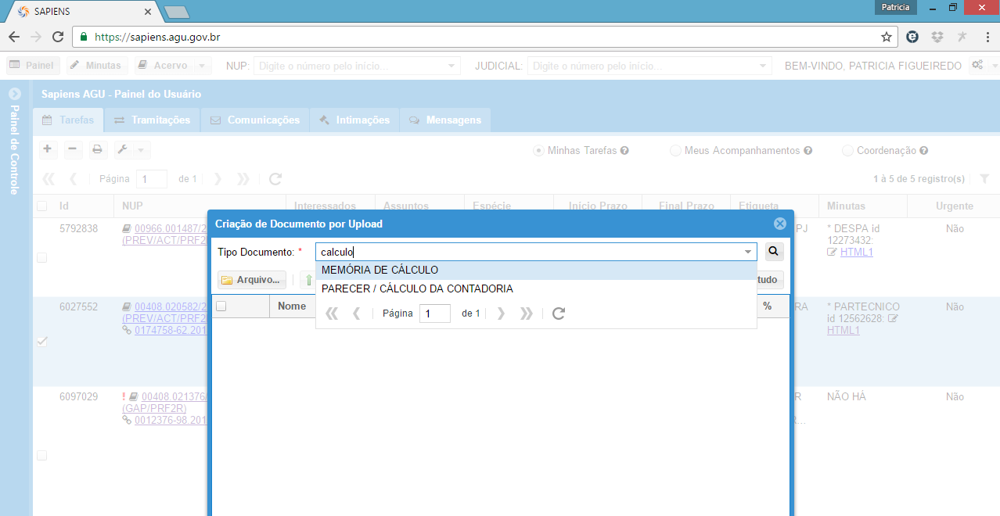 SAPIENS
Patricia
https://sapiens.agu.gov.br
Painel Minutas Acervo NUP: Digite o número pelo início... JUDICIAL: Digite o número pelo início... BEM-VINDO, PATRICIA FIGUEIREDO
Painel de Controle
Sapiens AGU - Painel do Usuário
Tarefas Tramitações Comunicações Intimações Mensagens
Minhas Tarefas Meus Acompanhamentos Coordenação
Página 1 de 1 1 à 5 de 5 registro(s)
Id NUP Interessados Assuntos Espécie Início Prazo Final Prazo Etiqueta Minutas Urgente
5792838 00966.001487/2 PJ * DESPA id Não
(PREV/ACT/PRF2 12273432:
HTML1
Criação de Documento por Upload
Tipo Documento: * calculo
MEMÓRIA DE CÁLCULO
Arquivo... tudo
PARECER / CÁLCULO DA CONTADORIA
Nome %
Página 1 de 1
6027552 00408.020582/2 RA * PARTECNICO Não
(PREV/ACT/PRF2 id 12562628:
0174758-62.201 HTML1
6097029 ! 00408.021376/ R NÃO HÁ Não
(GAP/PRF2R)
0012376-98.201 R...